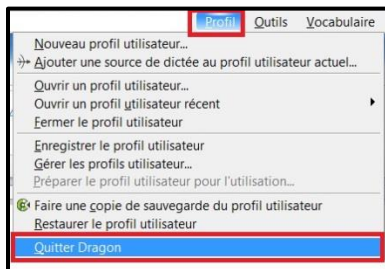 Profil Outils Vocabulaire
Nouveau profil utilisateur...
Ajouter une source de dictée au profil utilisateur actuel...
Ouvrir un profil utilisateur...
Ouvrir un profil utilisateur récent
Fermer le profil utilisateur
Enregistrer le profil utilisateur
Gérer les profils utilisateur...
Préparer le profil utilisateur pour l'utilisation...
Faire une copie de sauvegarde du profil utilisateur
Restaurer le profil utilisateur
Quitter Dragon